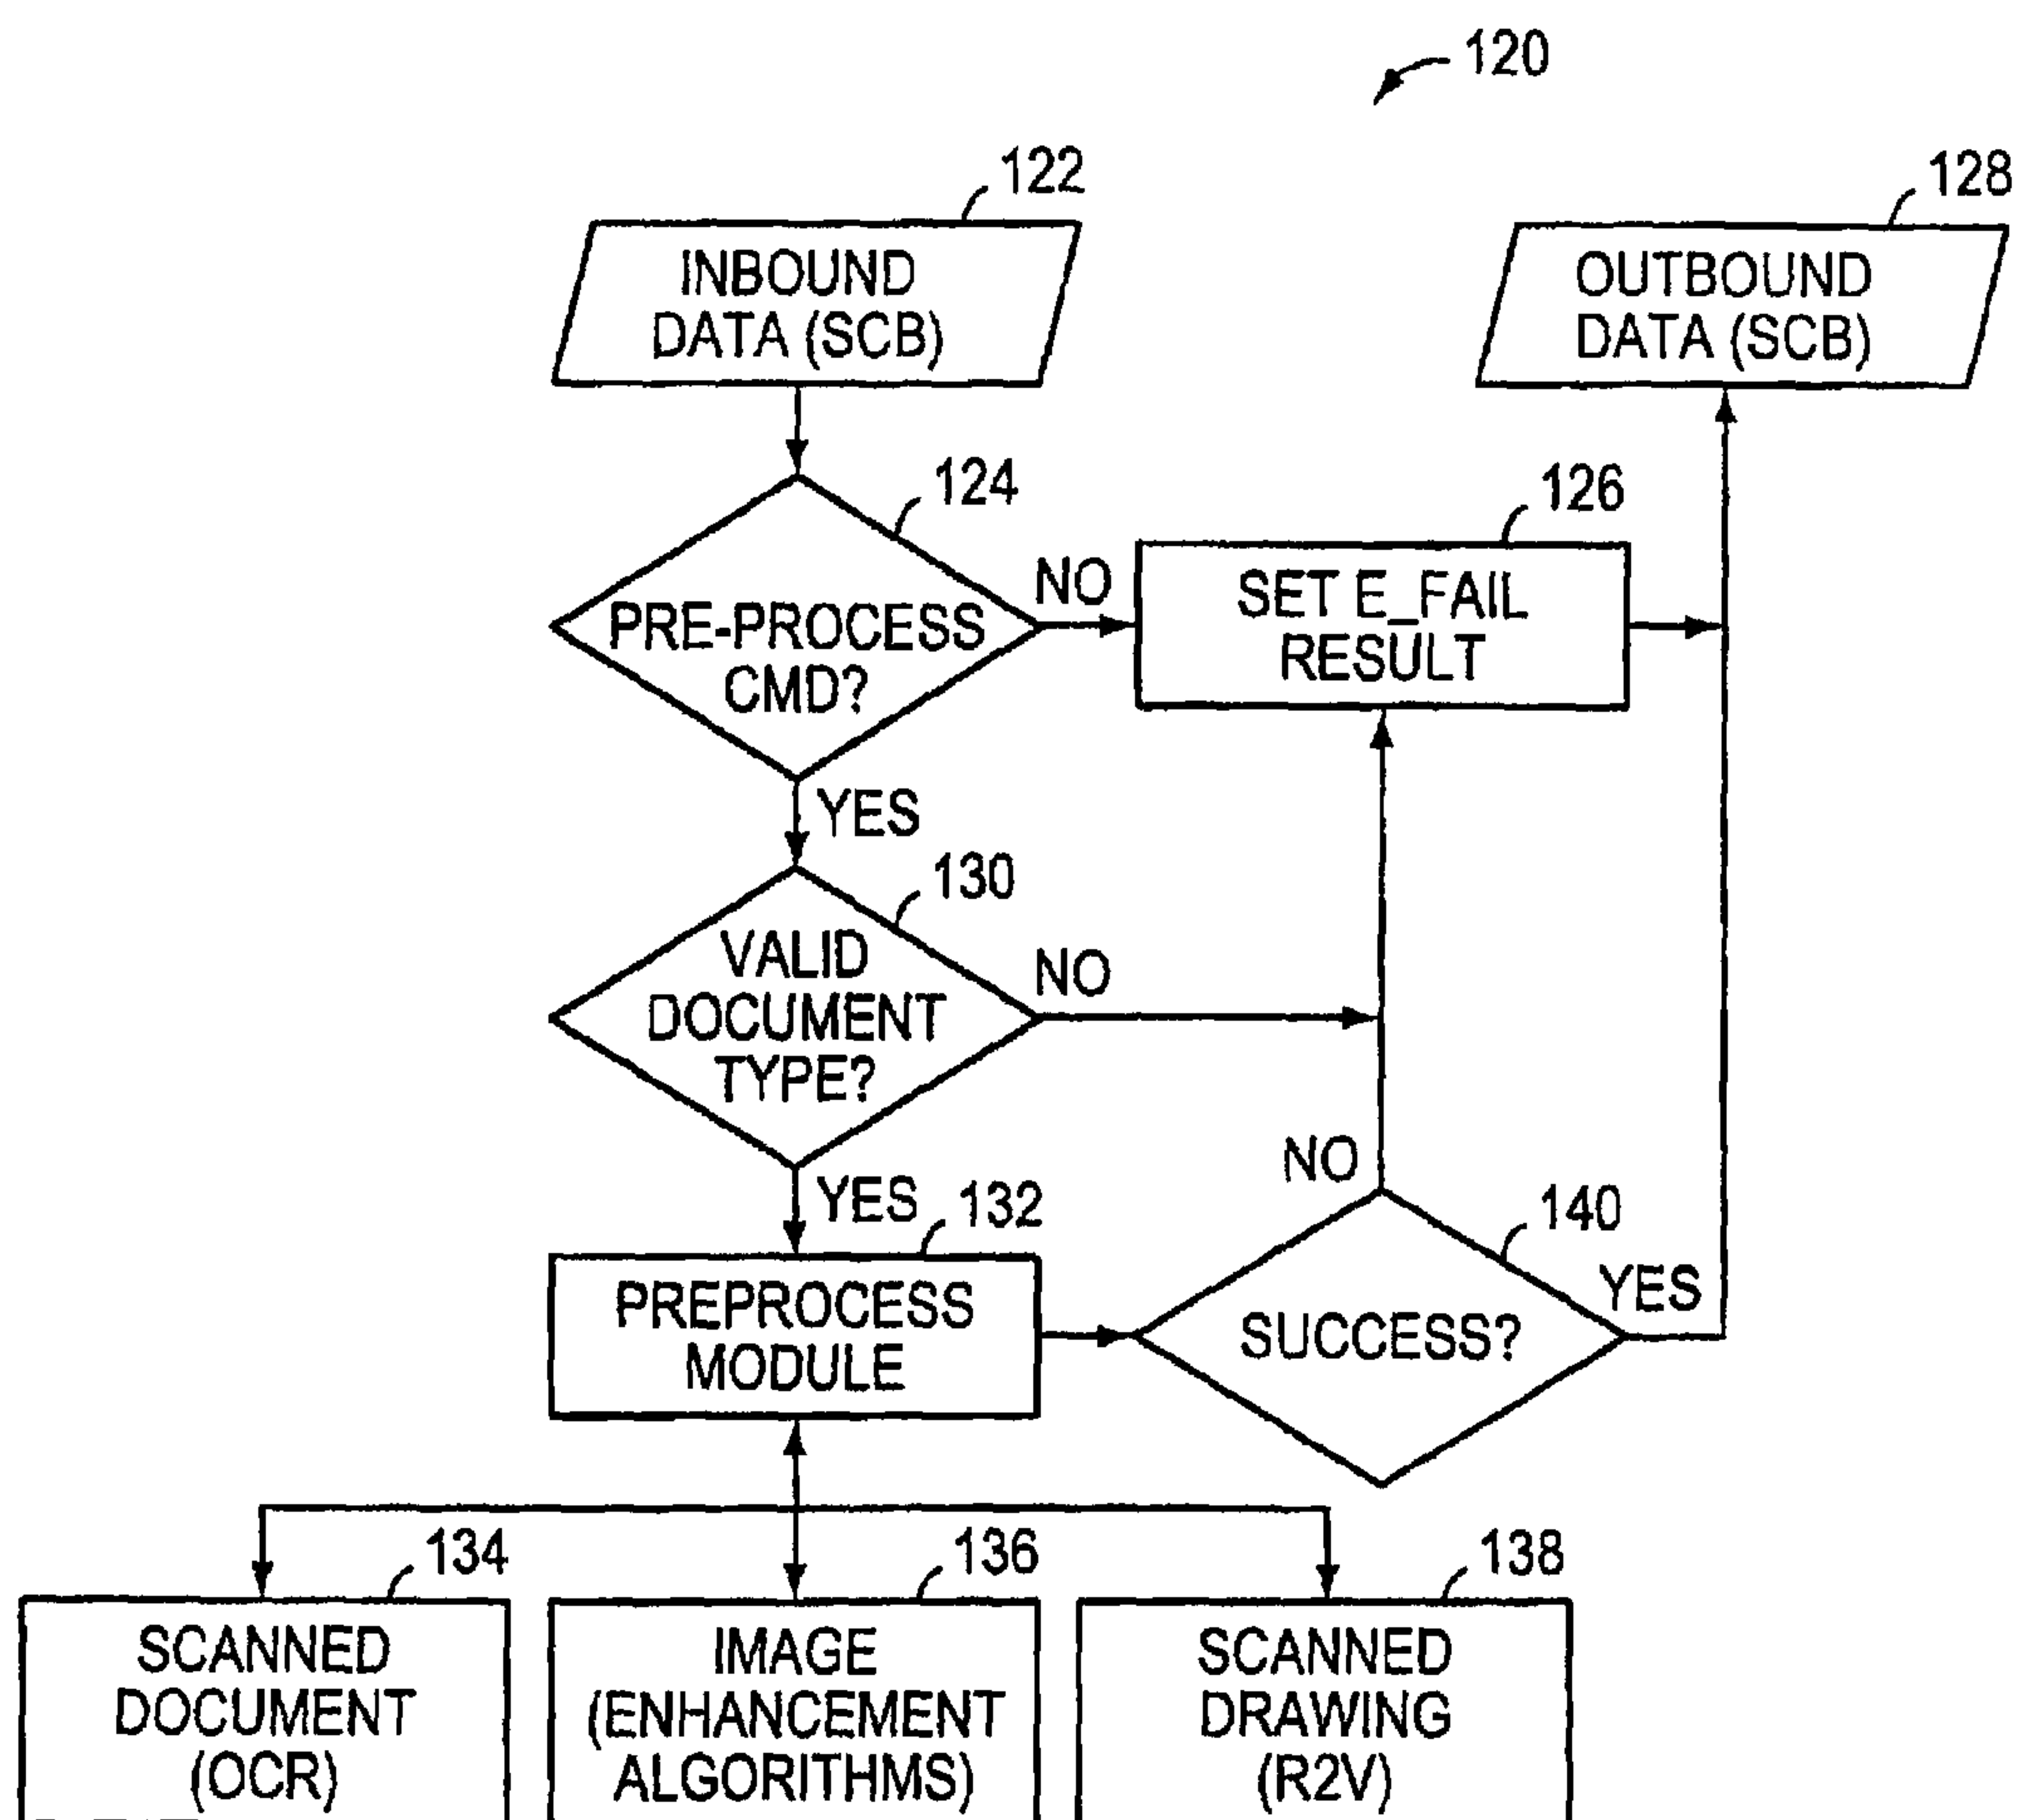 120
122
INBOUND
DATA (SCB)
128
OUTBOUND
DATA (SCB)
124
PRE-PROCESS
CMD?
NO
126
SET E_FAIL
RESULT
YES
130
VALID
DOCUMENT
TYPE?
NO
YES
132
PREPROCESS
MODULE
NO
140
SUCCESS?
YES
134
SCANNED
DOCUMENT
(OCR)
136
IMAGE
(ENHANCEMENT
ALGORITHMS)
138
SCANNED
DRAWING
(R2V)